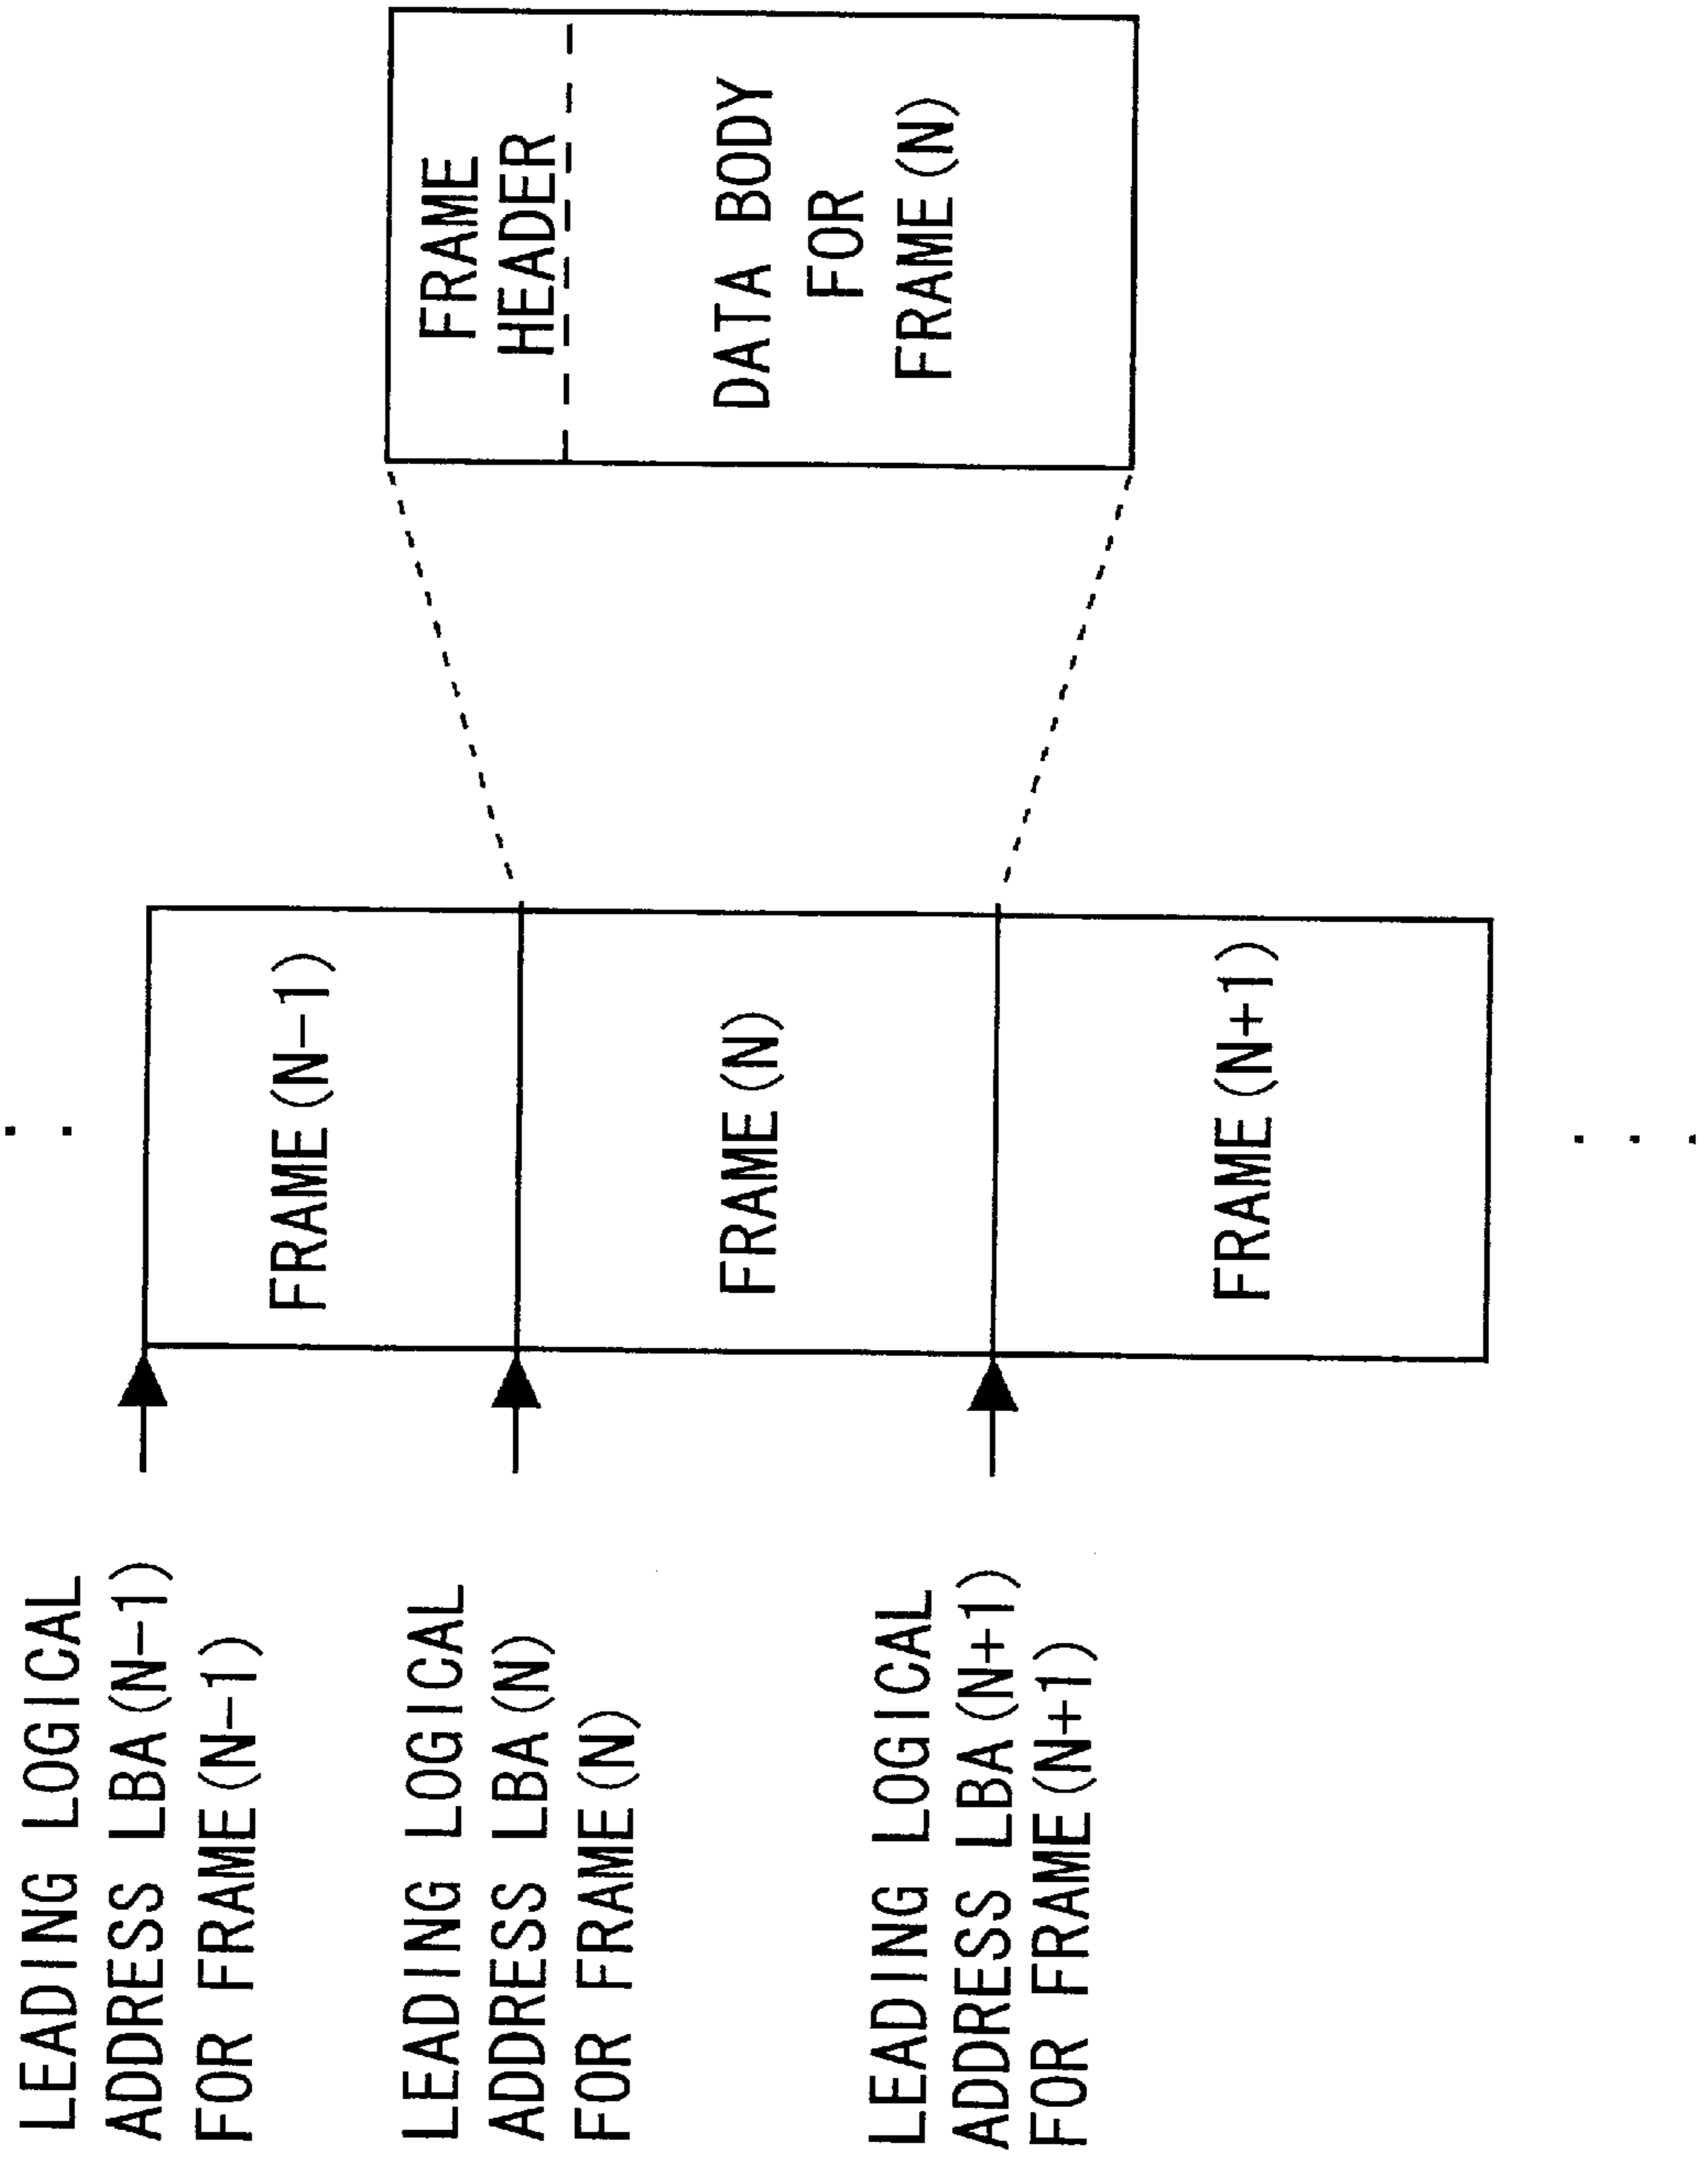 LEADING LOGICAL
ADDRESS LBA(N-1)
FOR FRAME(N-1)
LEADING LOGICAL
ADDRESS LBA(N)
FOR FRAME(N)
LEADING LOGICAL
ADDRESS LBA(N+1)
FOR FRAME(N+1)
FRAME(N-1)
FRAME(N)
FRAME(N+1)
FRAME
HEADER
DATA BODY
FOR
FRAME(N)